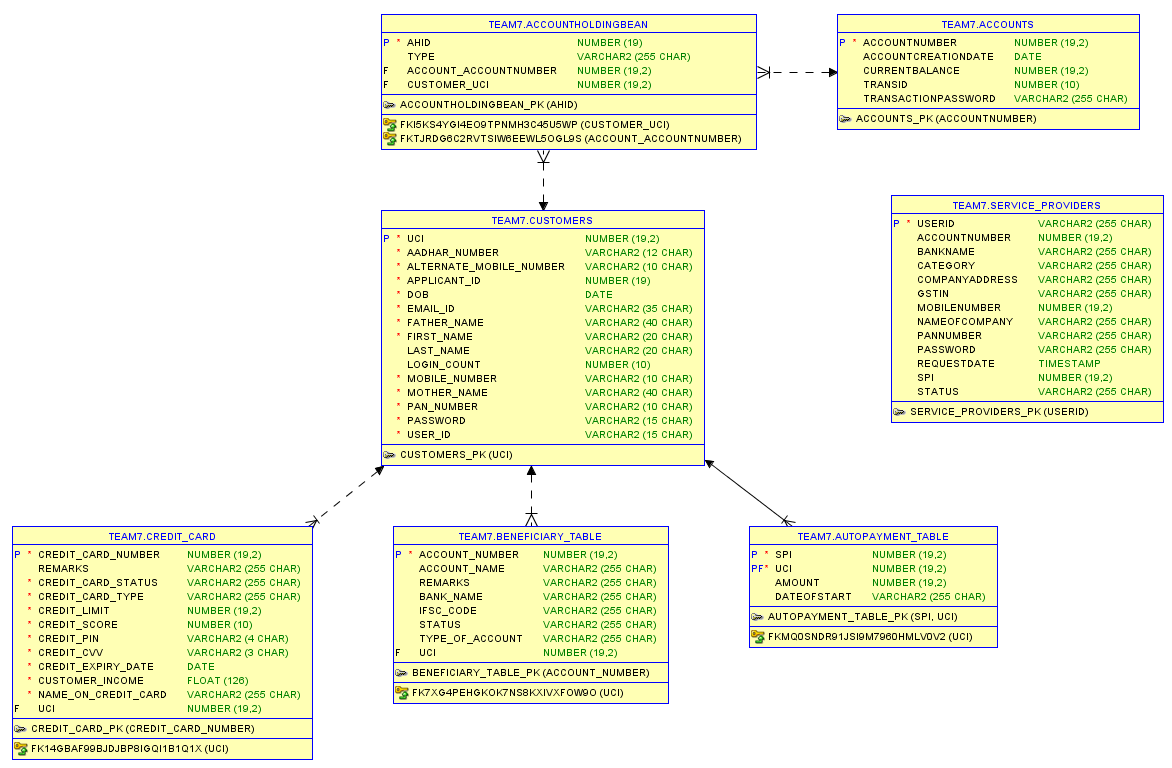 TEAM7.ACCOUNTHOLDINGBEAN
P * AHID NUMBER (19)
TYPE VARCHAR2 (255 CHAR)
F ACCOUNT_ACCOUNTNUMBER NUMBER (19,2)
F CUSTOMER_UCI NUMBER (19,2)
ACCOUNTHOLDINGBEAN_PK (AHID)
FKI5KS4YGI4EO9TPNMH3C45U5WP (CUSTOMER_UCI)
FKTJRDG6C2RVTSIW6EEWL5OGL9S (ACCOUNT_ACCOUNTNUMBER)
TEAM7.ACCOUNTS
P * ACCOUNTNUMBER NUMBER (19,2)
ACCOUNTCREATIONDATE DATE
CURRENTBALANCE NUMBER (19,2)
TRANSID NUMBER (10)
TRANSACTIONPASSWORD VARCHAR2 (255 CHAR)
ACCOUNTS_PK (ACCOUNTNUMBER)
TEAM7.CUSTOMERS
P * UCI NUMBER (19,2)
* AADHAR_NUMBER VARCHAR2 (12 CHAR)
* ALTERNATE_MOBILE_NUMBER VARCHAR2 (10 CHAR)
* APPLICANT_ID NUMBER (19)
* DOB DATE
* EMAIL_ID VARCHAR2 (35 CHAR)
* FATHER_NAME VARCHAR2 (40 CHAR)
* FIRST_NAME VARCHAR2 (20 CHAR)
LAST_NAME VARCHAR2 (20 CHAR)
LOGIN_COUNT NUMBER (10)
* MOBILE_NUMBER VARCHAR2 (10 CHAR)
* MOTHER_NAME VARCHAR2 (40 CHAR)
* PAN_NUMBER VARCHAR2 (10 CHAR)
* PASSWORD VARCHAR2 (15 CHAR)
* USER_ID VARCHAR2 (15 CHAR)
CUSTOMERS_PK (UCI)
TEAM7.SERVICE_PROVIDERS
P * USERID VARCHAR2 (255 CHAR)
ACCOUNTNUMBER NUMBER (19,2)
BANKNAME VARCHAR2 (255 CHAR)
CATEGORY VARCHAR2 (255 CHAR)
COMPANYADDRESS VARCHAR2 (255 CHAR)
GSTIN VARCHAR2 (255 CHAR)
MOBILENUMBER NUMBER (19,2)
NAMEOFCOMPANY VARCHAR2 (255 CHAR)
PANNUMBER VARCHAR2 (255 CHAR)
PASSWORD VARCHAR2 (255 CHAR)
REQUESTDATE TIMESTAMP
SPI NUMBER (19,2)
STATUS VARCHAR2 (255 CHAR)
SERVICE_PROVIDERS_PK (USERID)
TEAM7.CREDIT_CARD
P * CREDIT_CARD_NUMBER NUMBER (19,2)
REMARKS VARCHAR2 (255 CHAR)
* CREDIT_CARD_STATUS VARCHAR2 (255 CHAR)
* CREDIT_CARD_TYPE VARCHAR2 (255 CHAR)
* CREDIT_LIMIT NUMBER (19,2)
* CREDIT_SCORE NUMBER (10)
* CREDIT_PIN VARCHAR2 (4 CHAR)
* CREDIT_CVV VARCHAR2 (3 CHAR)
* CREDIT_EXPIRY_DATE DATE
* CUSTOMER_INCOME FLOAT (126)
* NAME_ON_CREDIT_CARD VARCHAR2 (255 CHAR)
F UCI NUMBER (19,2)
CREDIT_CARD_PK (CREDIT_CARD_NUMBER)
FK14GBAF99BJDJBP8IGQI1B1Q1X (UCI)
TEAM7.BENEFICIARY_TABLE
P * ACCOUNT_NUMBER NUMBER (19,2)
ACCOUNT_NAME VARCHAR2 (255 CHAR)
REMARKS VARCHAR2 (255 CHAR)
BANK_NAME VARCHAR2 (255 CHAR)
IFSC_CODE VARCHAR2 (255 CHAR)
STATUS VARCHAR2 (255 CHAR)
TYPE_OF_ACCOUNT VARCHAR2 (255 CHAR)
F UCI NUMBER (19,2)
BENEFICIARY_TABLE_PK (ACCOUNT_NUMBER)
FK7XG4PEHGKOK7NS8KXIVXFOW9O (UCI)
TEAM7.AUTOPAYMENT_TABLE
P * SPI NUMBER (19,2)
PF* UCI NUMBER (19,2)
AMOUNT NUMBER (19,2)
DATEOFSTART VARCHAR2 (255 CHAR)
AUTOPAYMENT_TABLE_PK (SPI, UCI)
FKMQ0SNDR91JSI9M7960HMLV0V2 (UCI)